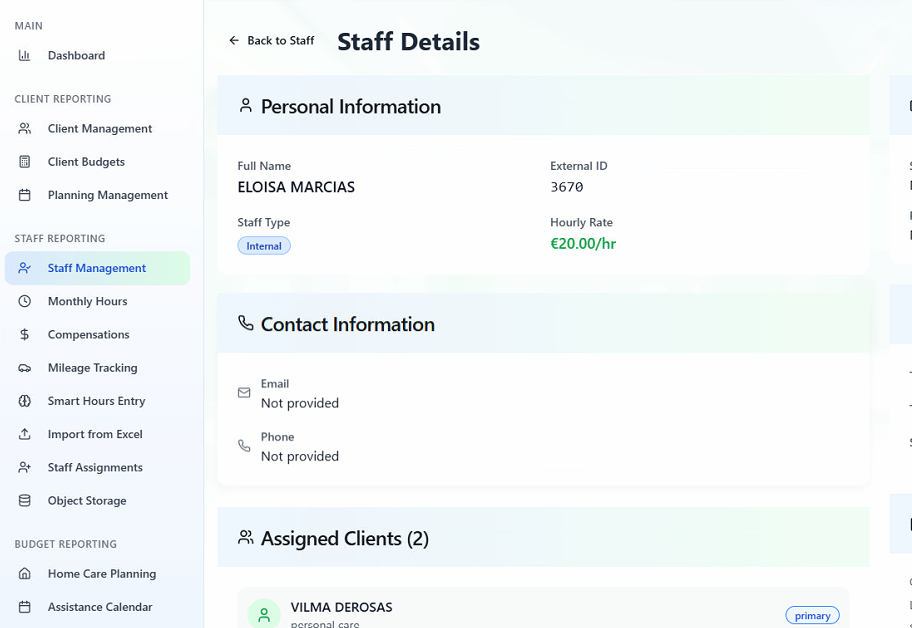 MAIN
Dashboard
CLIENT REPORTING
Client Management
Client Budgets
Planning Management
STAFF REPORTING
Staff Management
Monthly Hours
Compensations
Mileage Tracking
Smart Hours Entry
Import from Excel
Staff Assignments
Object Storage
BUDGET REPORTING
Home Care Planning
Assistance Calendar
Back to Staff
Staff Details
Personal Information
Full Name
ELOISA MARCIAS
External ID
3670
Staff Type
Internal
Hourly Rate
€20.00/hr
Contact Information
Email
Not provided
Phone
Not provided
Assigned Clients (2)
VILMA DEROSAS
personal care
primary